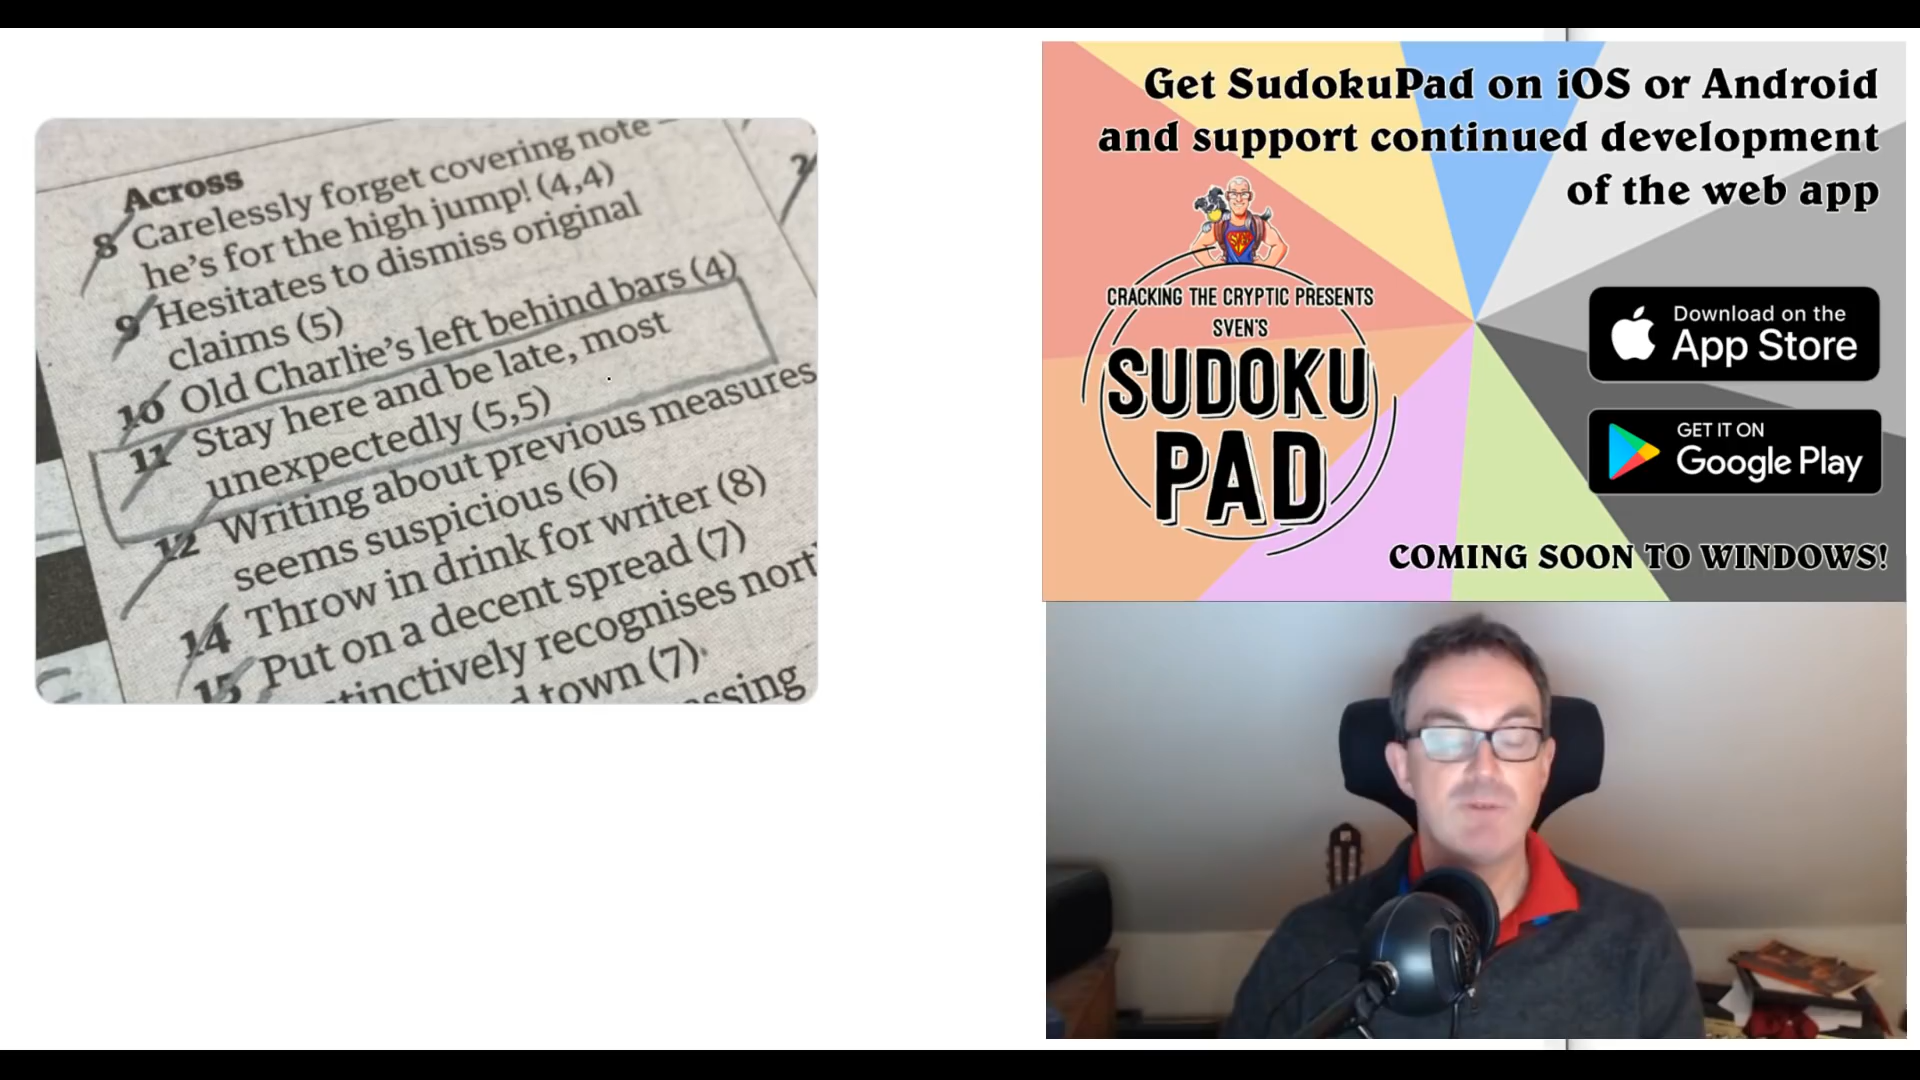 Across
8 Carelessly forget covering note —
he's for the high jump! (4,4)
9 Hesitates to dismiss original
claims (5)
10 Old Charlie's left behind bars (4)
11 Stay here and be late, most
unexpectedly (5,5)
12 Writing about previous measures
seems suspicious (6)
14 Throw in drink for writer (8)
15 Put on a decent spread (7)
tinctively recognises nort
d town (7)
essing
Get SudokuPad on iOS or Android
and support continued development
of the web app
CRACKING THE CRYPTIC PRESENTS
SVEN'S
SUDOKU
PAD
Download on the
App Store
GET IT ON
Google Play
COMING SOON TO WINDOWS!